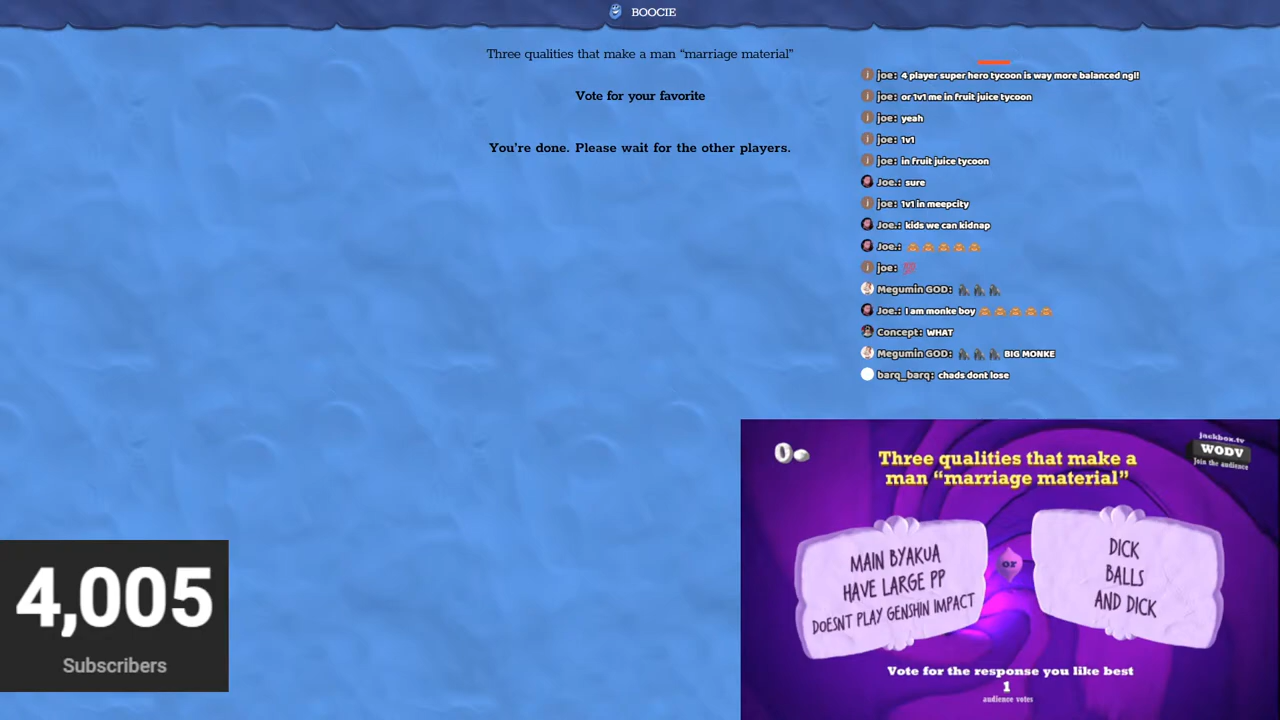 BOOCIE
Three qualities that make a man “marriage material”
Vote for your favorite
You're done. Please wait for the other players.
joe: 4 player super hero tycoon is way more balanced ngl!
joe: or 1v1 me in fruit juice tycoon
joe: yeah
joe: 1v1
joe: in fruit juice tycoon
Joe.: sure
joe: 1v1 in meepcity
Joe.: kids we can kidnap
Joe.: 🙈 🙈 🙈 🙈 🙈
joe: 💯
Megumin GOD: 🦍 🦍 🦍
Joe.: I am monke boy 🙈 🙈 🙈 🙈 🙈
Concept: WHAT
Megumin GOD: 🦍 🦍 🦍 BIG MONKE
barq_barq: chads dont lose
4,005
Subscribers
0
jackbox.tv
WODV
Join the audience
Three qualities that make a
man “marriage material”
MAIN BYAKUA
HAVE LARGE PP
DOESNT PLAY GENSHIN IMPACT
or
DICK
BALLS
AND DICK
Vote for the response you like best
1
audience votes